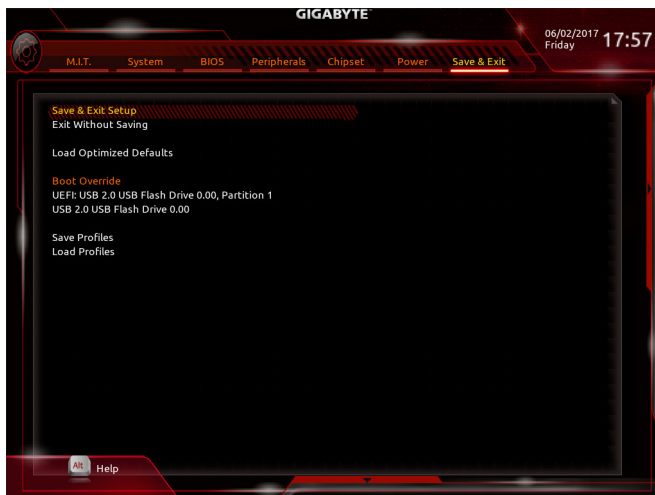 GIGABYTE™
06/02/2017
Friday
17:57
M.I.T. System BIOS Peripherals Chipset Power Save & Exit
Save & Exit Setup
Exit Without Saving
Load Optimized Defaults
Boot Override
UEFI: USB 2.0 USB Flash Drive 0.00, Partition 1
USB 2.0 USB Flash Drive 0.00
Save Profiles
Load Profiles
Alt Help